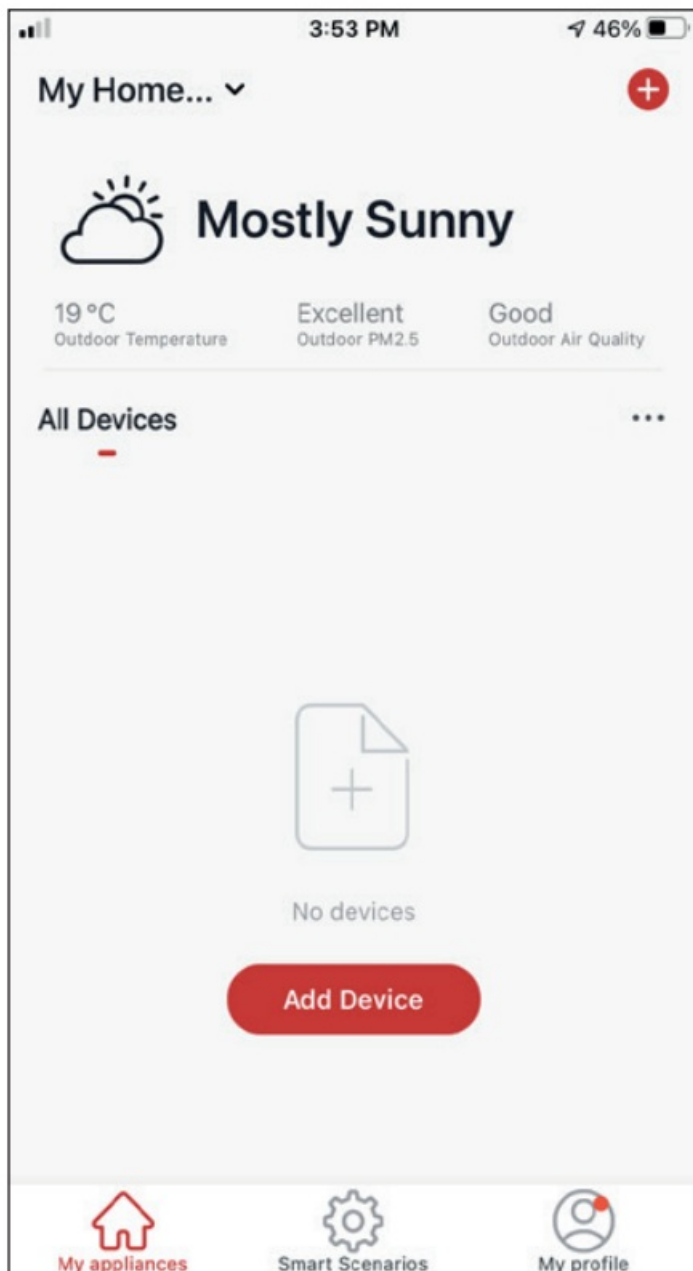 3:53 PM
46%
My Home...
Mostly Sunny
19 °C
Outdoor Temperature
Excellent
Outdoor PM2.5
Good
Outdoor Air Quality
All Devices
No devices
Add Device
My appliances
Smart Scenarios
My profile